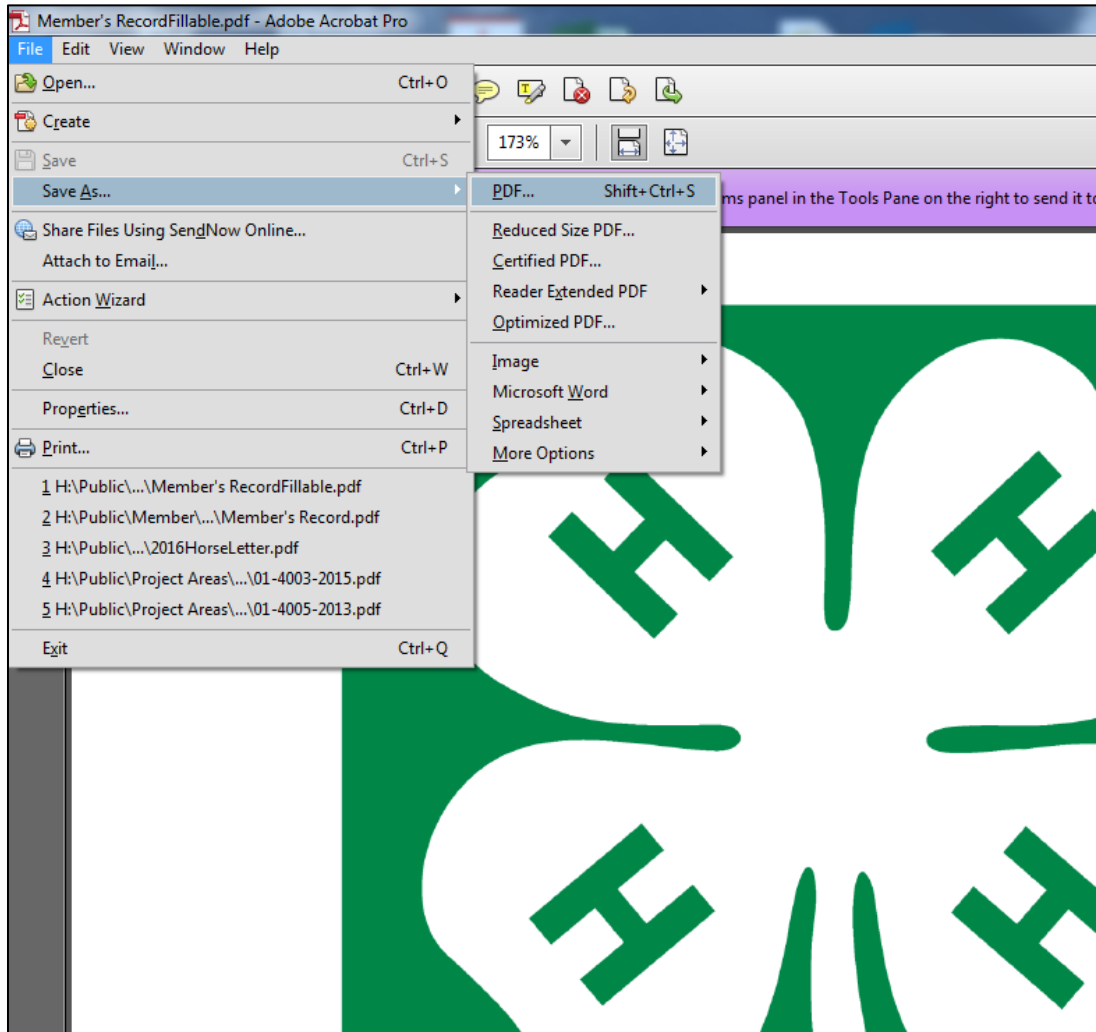 Member's RecordFillable.pdf - Adobe Acrobat Pro
File Edit View Window Help
Open... Ctrl+O
Create
Save Ctrl+S
Save As...
Share Files Using SendNow Online...
Attach to Email...
Action Wizard
Revert
Close Ctrl+W
Properties... Ctrl+D
Print... Ctrl+P
1 H:\Public\...\Member's RecordFillable.pdf
2 H:\Public\Member\...\Member's Record.pdf
3 H:\Public\...\2016HorseLetter.pdf
4 H:\Public\Project Areas\...\01-4003-2015.pdf
5 H:\Public\Project Areas\...\01-4005-2013.pdf
Exit Ctrl+Q
173%
PDF... Shift+Ctrl+S
Reduced Size PDF...
Certified PDF...
Reader Extended PDF
Optimized PDF...
Image
Microsoft Word
Spreadsheet
More Options
ms panel in the Tools Pane on the right to send it to
H H
H H